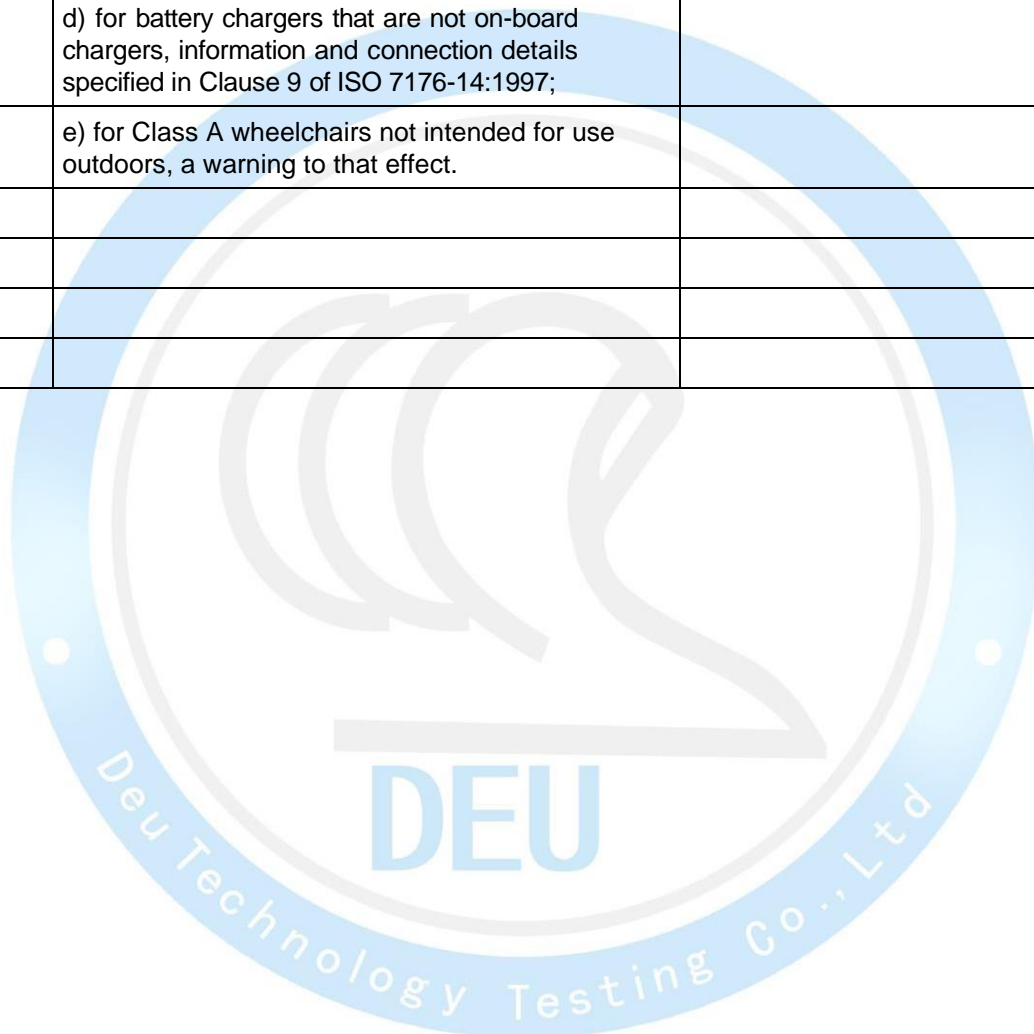 d) for battery chargers that are not on-board
chargers, information and connection details
specified in Clause 9 of ISO 7176-14:1997;
e) for Class A wheelchairs not intended for use
outdoors, a warning to that effect.
DEU
Deu Technology Testing Co.,Ltd